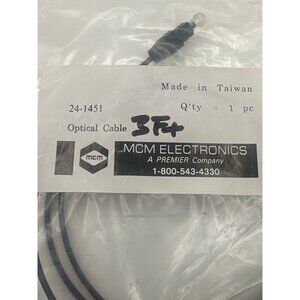 Made in Taiwan
24-1451 Q'ty = 1 pc
Optical Cable 3Ft
mcm
MCM ELECTRONICS
A PREMIER Company
1-800-543-4330